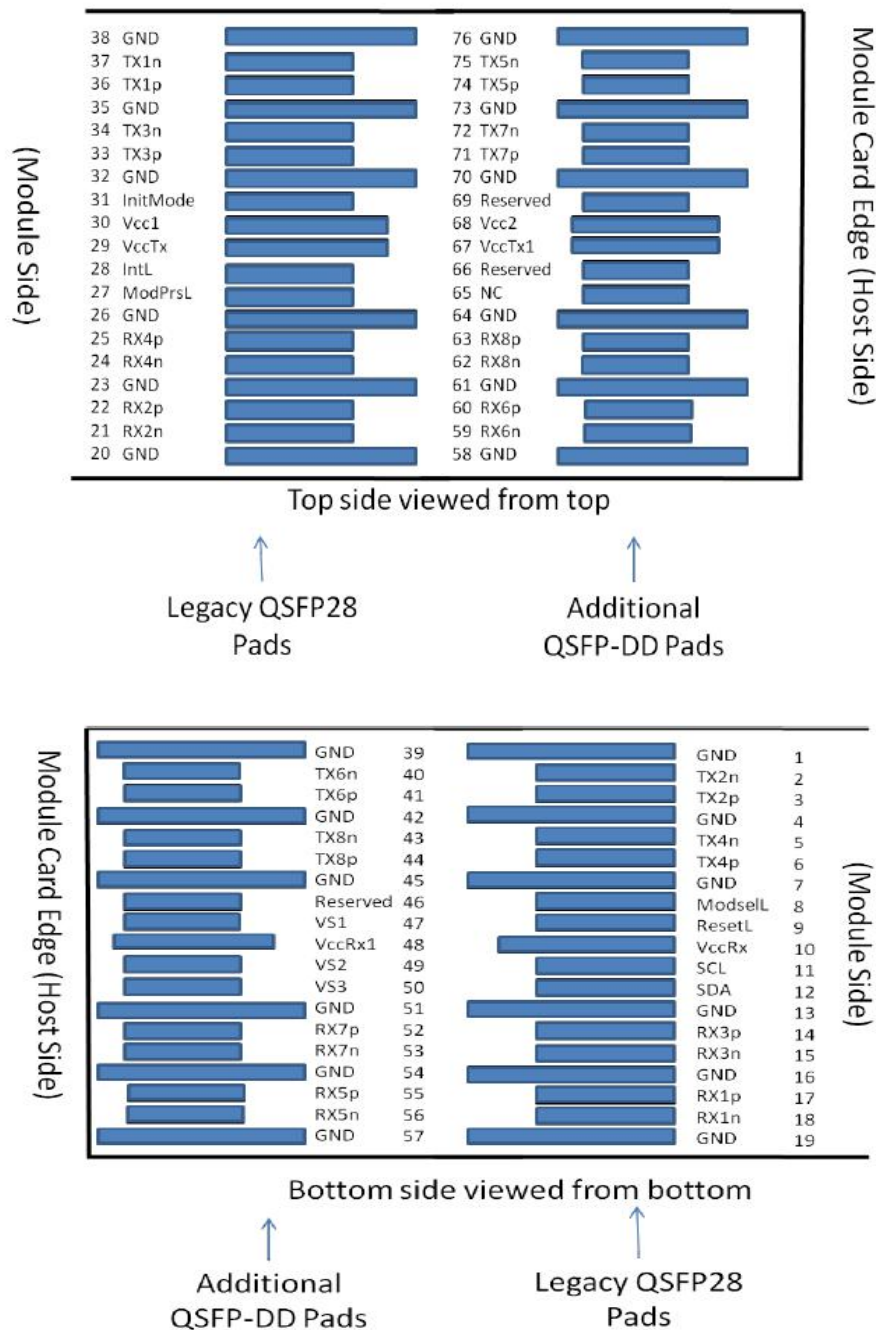 38 GND 76 GND
37 TX1n 75 TX5n
36 TX1p 74 TX5p
35 GND 73 GND
34 TX3n 72 TX7n
33 TX3p 71 TX7p
32 GND 70 GND
31 InitMode 69 Reserved
30 Vcc1 68 Vcc2
29 VccTx 67 VccTx1
28 IntL 66 Reserved
27 ModPrsL 65 NC
26 GND 64 GND
25 RX4p 63 RX8p
24 RX4n 62 RX8n
23 GND 61 GND
22 RX2p 60 RX6p
21 RX2n 59 RX6n
20 GND 58 GND
(Module Side)
Module Card Edge (Host Side)
Top side viewed from top
Legacy QSFP28
Pads
Additional
QSFP-DD Pads
Module Card Edge (Host Side)
GND 39 GND 1
TX6n 40 TX2n 2
TX6p 41 TX2p 3
GND 42 GND 4
TX8n 43 TX4n 5
TX8p 44 TX4p 6
GND 45 GND 7
Reserved 46 ModselL 8
VS1 47 ResetL 9
VccRx1 48 VccRx 10
VS2 49 SCL 11
VS3 50 SDA 12
GND 51 GND 13
RX7p 52 RX3p 14
RX7n 53 RX3n 15
GND 54 GND 16
RX5p 55 RX1p 17
RX5n 56 RX1n 18
GND 57 GND 19
(Module Side)
Bottom side viewed from bottom
Additional
QSFP-DD Pads
Legacy QSFP28
Pads